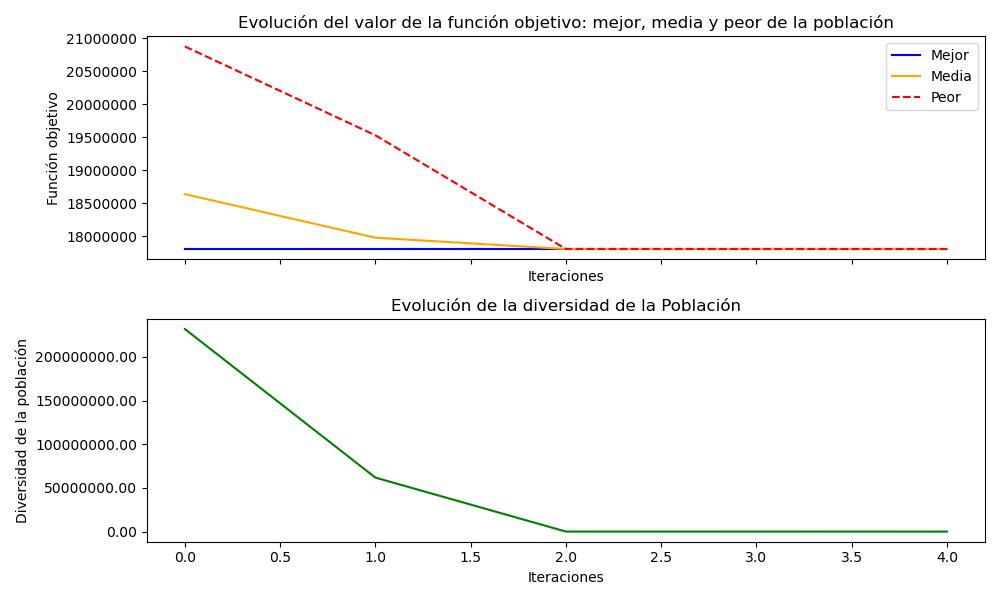 Evolución del valor de la función objetivo: mejor, media y peor de la población
21000000
20500000
20000000
19500000
19000000
18500000
18000000
Función objetivo
Mejor
Media
Peor
Iteraciones
Evolución de la diversidad de la Población
200000000.00
150000000.00
100000000.00
50000000.00
0.00
Diversidad de la población
0.0 0.5 1.0 1.5 2.0 2.5 3.0 3.5 4.0
Iteraciones